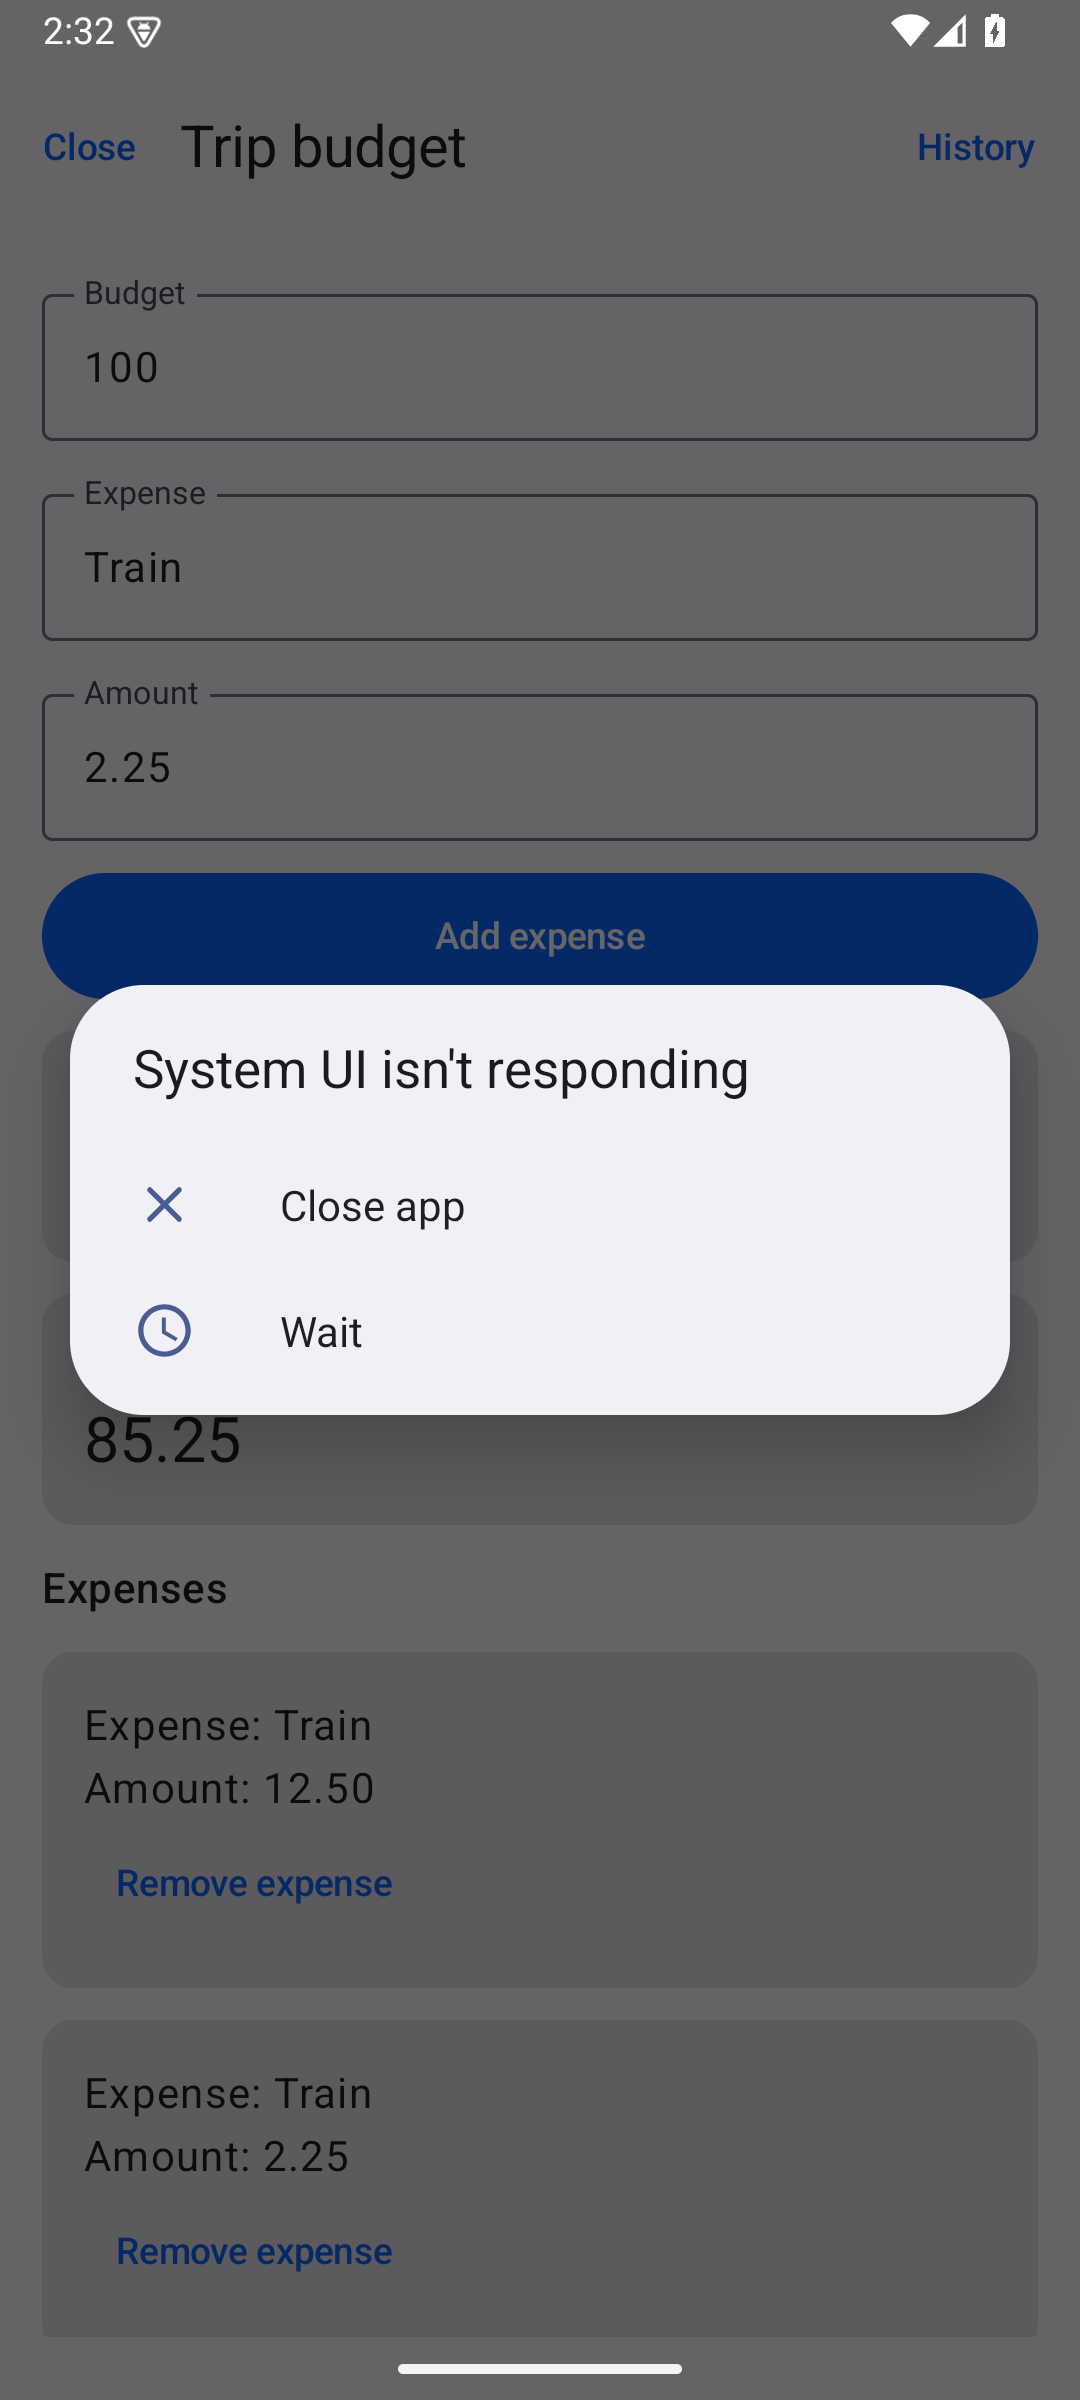 2:32
Close Trip budget History
Budget
100
Expense
Train
Amount
2.25
Add expense
System UI isn't responding
Close app
Wait
85.25
Expenses
Expense: Train
Amount: 12.50
Remove expense
Expense: Train
Amount: 2.25
Remove expense